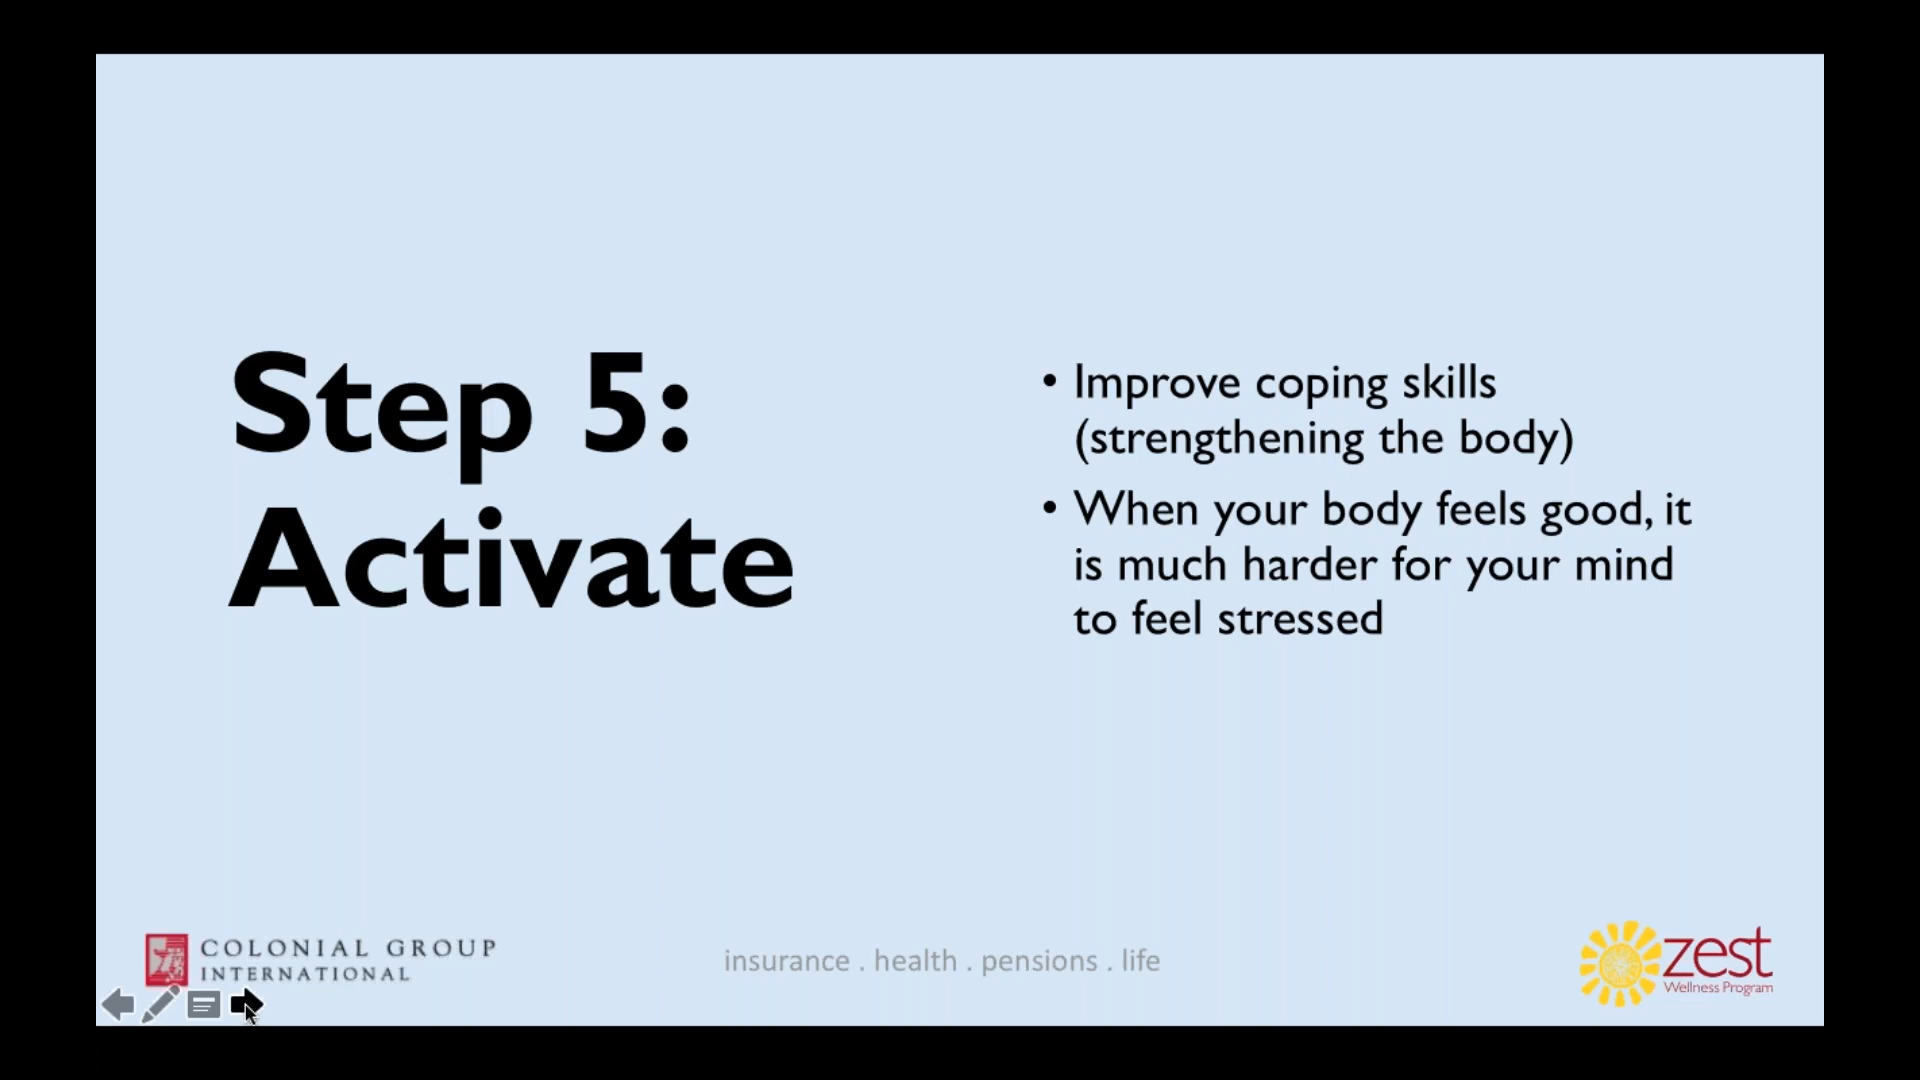 Step 5:
Activate
• Improve coping skills
(strengthening the body)
• When your body feels good, it
is much harder for your mind
to feel stressed
COLONIAL GROUP
INTERNATIONAL
insurance . health . pensions . life
zest
Wellness Program